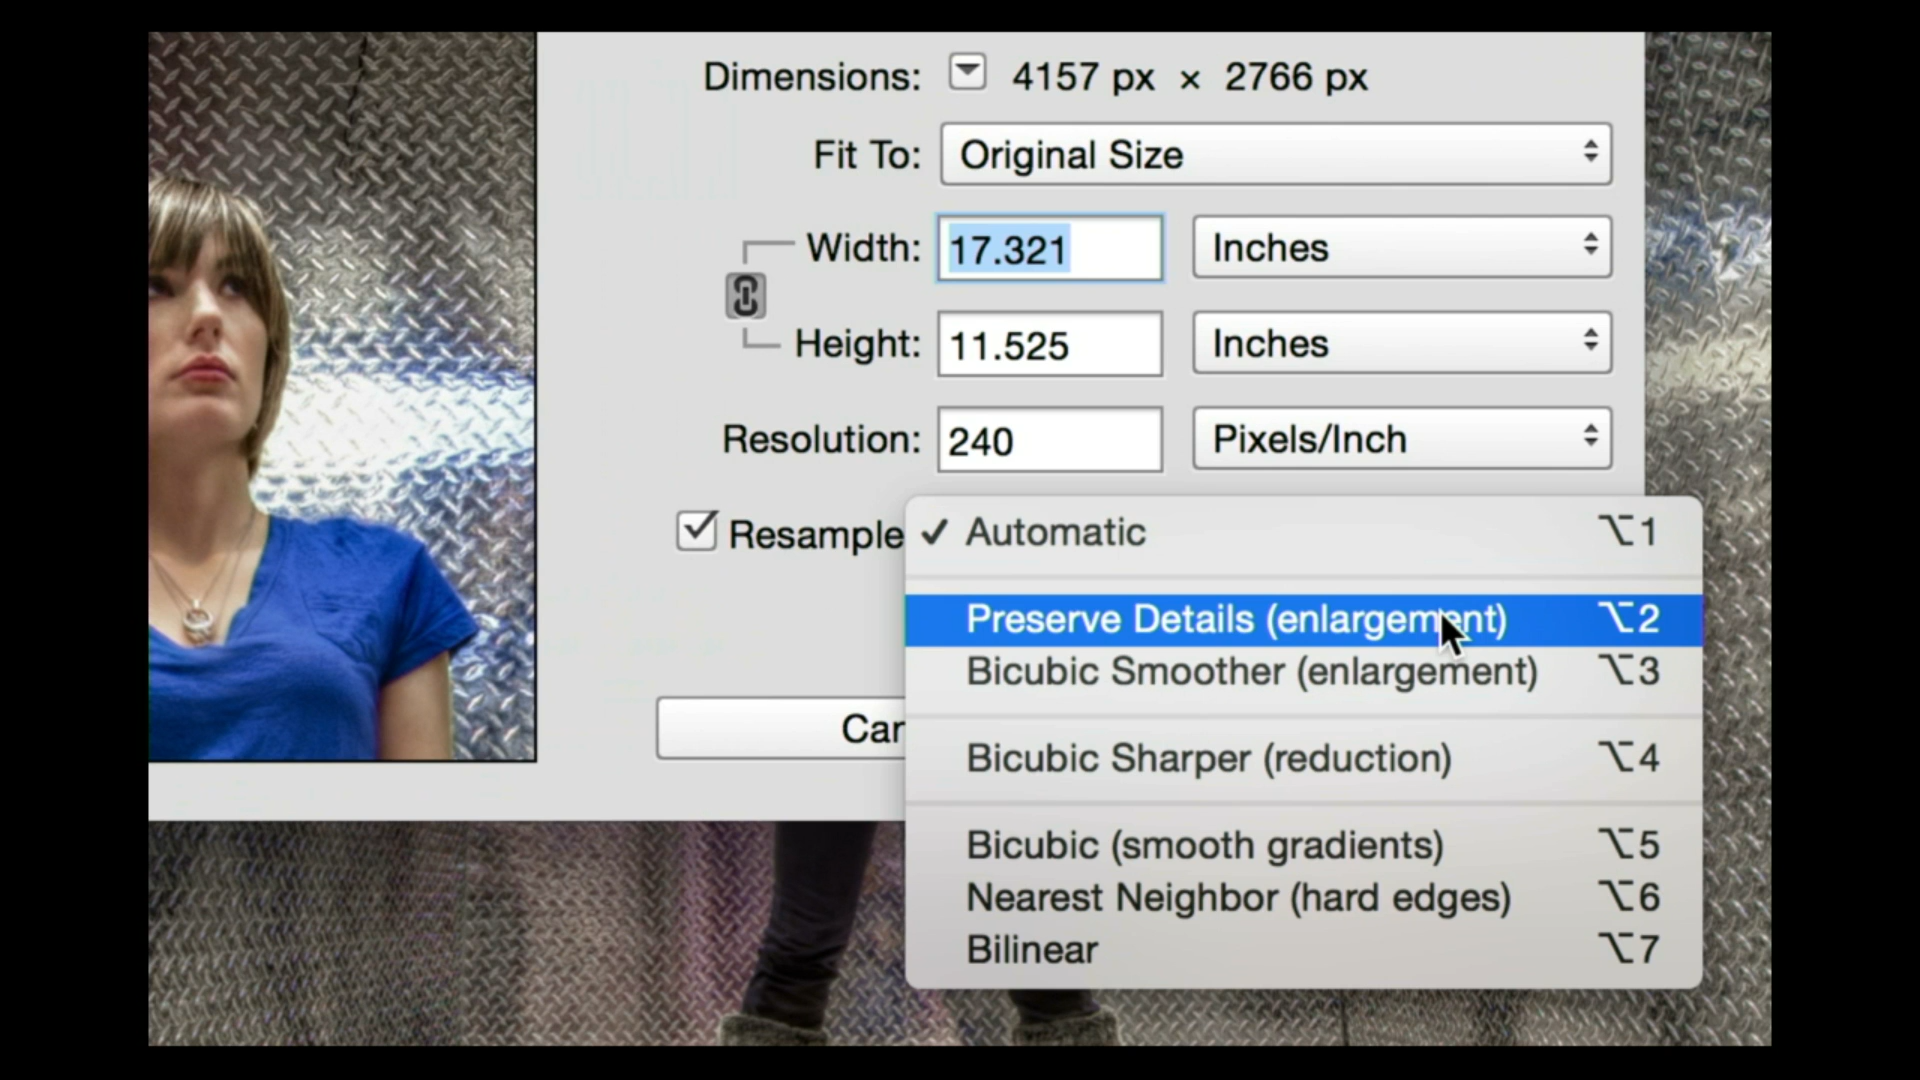 Dimensions: 4157 px × 2766 px
Fit To: Original Size
Width: 17.321 Inches
Height: 11.525 Inches
Resolution: 240 Pixels/Inch
Resample ✓ Automatic ⌥1
Preserve Details (enlargement) ⌥2
Bicubic Smoother (enlargement) ⌥3
Bicubic Sharper (reduction) ⌥4
Can
Bicubic (smooth gradients) ⌥5
Nearest Neighbor (hard edges) ⌥6
Bilinear ⌥7